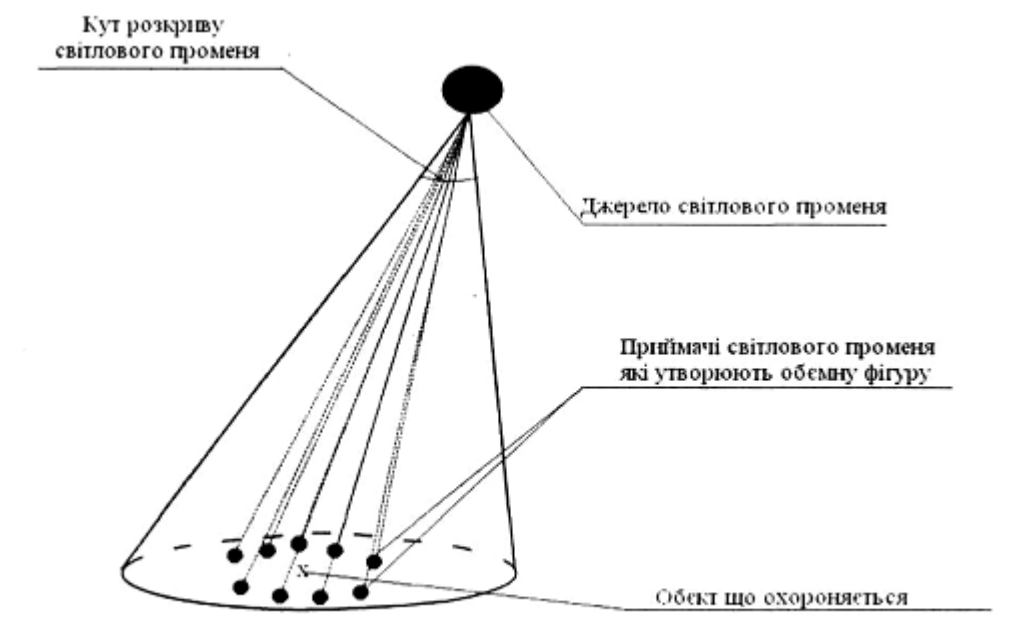 Кут розкриву
світлового променя
Джерело світлового променя
Приймачі світлового променя
які утворюють обємну фігуру
X
Обєкт що охороняється